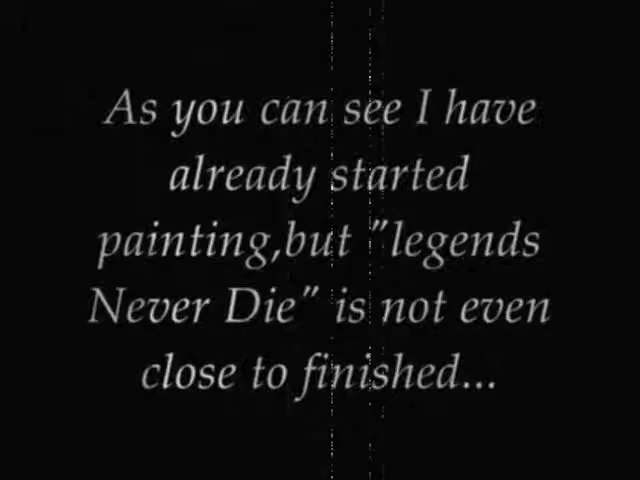 As you can see I have
already started
painting,but "legends
Never Die" is not even
close to finished...